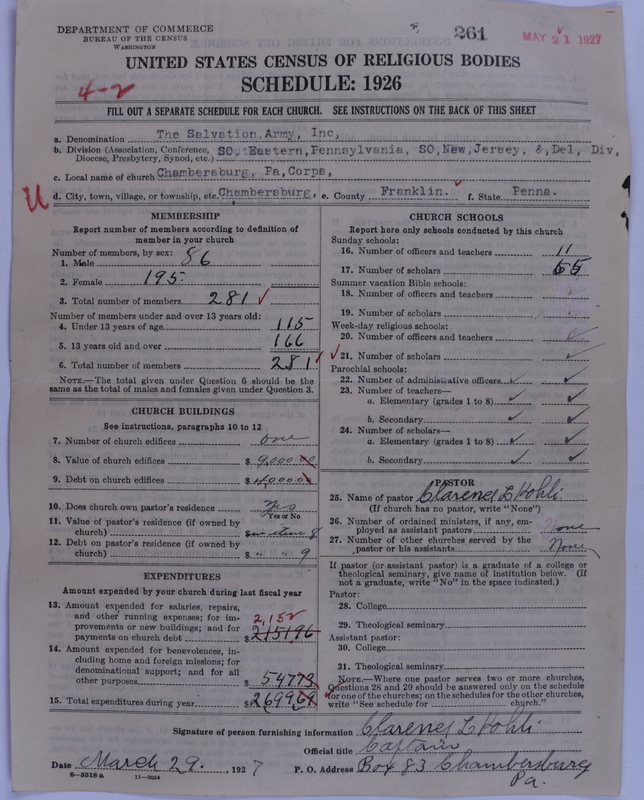 DEPARTMENT OF COMMERCE
BUREAU OF THE CENSUS
WASHINGTON
261
MAY 21 1927
UNITED STATES CENSUS OF RELIGIOUS BODIES
SCHEDULE: 1926
4-2
FILL OUT A SEPARATE SCHEDULE FOR EACH CHURCH. SEE INSTRUCTIONS ON THE BACK OF THIS SHEET
a. Denomination The Salvation Army, Inc,
b. Division (Association, Conference, Diocese, Presbytery, Synod, etc.) SO, Eastern, Pennsylvania, SO, New, Jersey, &, Del, Div,
c. Local name of church Chambersburg, Pa, Corps,
U d. City, town, village, or township, etc. Chambersburg, e. County Franklin. f. State Penna.
MEMBERSHIP
Report number of members according to definition of
member in your church
Number of members, by sex:
1. Male 86
2. Female 195
3. Total number of members 281
Number of members under and over 13 years old:
4. Under 13 years of age 115
5. 13 years old and over 166
6. Total number of members 281
NOTE.—The total given under Question 6 should be
same as the total of males and females given under Question 3.
CHURCH BUILDINGS
See instructions, paragraphs 10 to 12
7. Number of church edifices one
8. Value of church edifices $ 9,000.00
9. Debt on church edifices $ 4,000.00
10. Does church own pastor's residence Yes
Yes or No
11. Value of pastor's residence (if owned by
church) $ in item 8
12. Debt on pastor's residence (if owned by
church) $ " " 9
EXPENDITURES
Amount expended by your church during last fiscal year
13. Amount expended for salaries, repairs,
and other running expenses; for im-
provements or new buildings; and for
payments on church debt 2,152 $ 2151.96
14. Amount expended for benevolences, in-
cluding home and foreign missions; for
denominational support; and for all
other purposes $ 547.73
15. Total expenditures during year $ 2699.69
CHURCH SCHOOLS
Report here only schools conducted by this church
Sunday schools:
16. Number of officers and teachers 11
17. Number of scholars 65
Summer vacation Bible schools:
18. Number of officers and teachers
19. Number of scholars
Week-day religious schools:
20. Number of officers and teachers
21. Number of scholars
Parochial schools:
22. Number of administrative officers
23. Number of teachers—
a. Elementary (grades 1 to 8)
b. Secondary
24. Number of scholars—
a. Elementary (grades 1 to 8)
b. Secondary
PASTOR
25. Name of pastor Clarence L Kohli
(If church has no pastor, write "None")
26. Number of ordained ministers, if any, em-
ployed as assistant pastors None
27. Number of other churches served by the
pastor or his assistants None
If pastor (or assistant pastor) is a graduate of a college or
theological seminary, give name of institution below. (If
not a graduate, write "No" in the space indicated.)
Pastor:
28. College
29. Theological seminary
Assistant pastor:
30. College
31. Theological seminary
NOTE.—Where one pastor serves two or more churches,
Questions 28 and 29 should be answered only on the schedule
for one of the churches; on the schedules for the other churches,
write "See schedule for church."
Signature of person furnishing information Clarence L Kohli
Official title Captain
Date March 29, 1927 P. O. Address Box 83 Chambersburg
Pa.
8—5518 a 11—9054